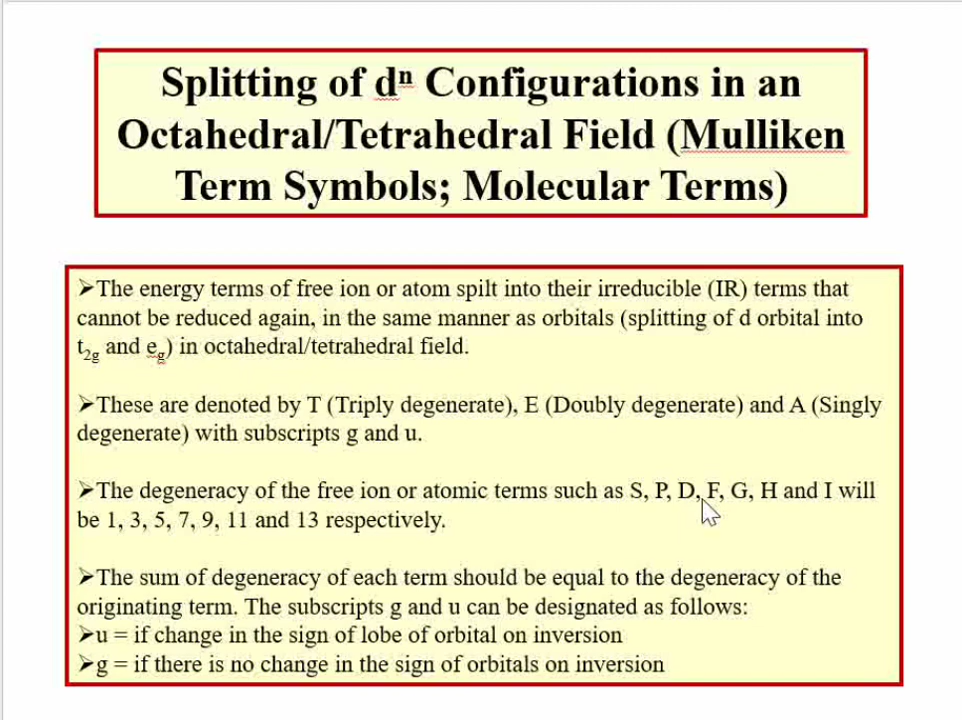 Splitting of dⁿ Configurations in an
Octahedral/Tetrahedral Field (Mulliken
Term Symbols; Molecular Terms)
➢The energy terms of free ion or atom spilt into their irreducible (IR) terms that
cannot be reduced again, in the same manner as orbitals (splitting of d orbital into
t₂g and eg) in octahedral/tetrahedral field.
➢These are denoted by T (Triply degenerate), E (Doubly degenerate) and A (Singly
degenerate) with subscripts g and u.
➢The degeneracy of the free ion or atomic terms such as S, P, D, F, G, H and I will
be 1, 3, 5, 7, 9, 11 and 13 respectively.
➢The sum of degeneracy of each term should be equal to the degeneracy of the
originating term. The subscripts g and u can be designated as follows:
➢u = if change in the sign of lobe of orbital on inversion
➢g = if there is no change in the sign of orbitals on inversion